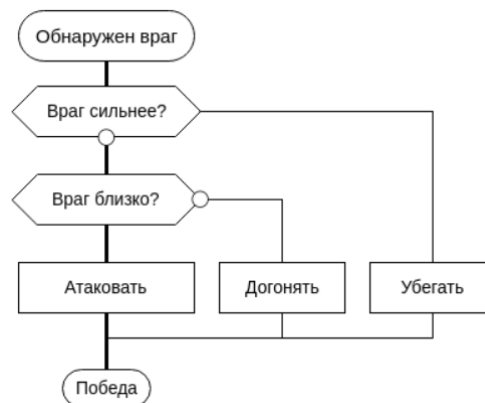 Обнаружен враг
Враг сильнее?
Враг близко?
Атаковать
Догонять
Убегать
Победа